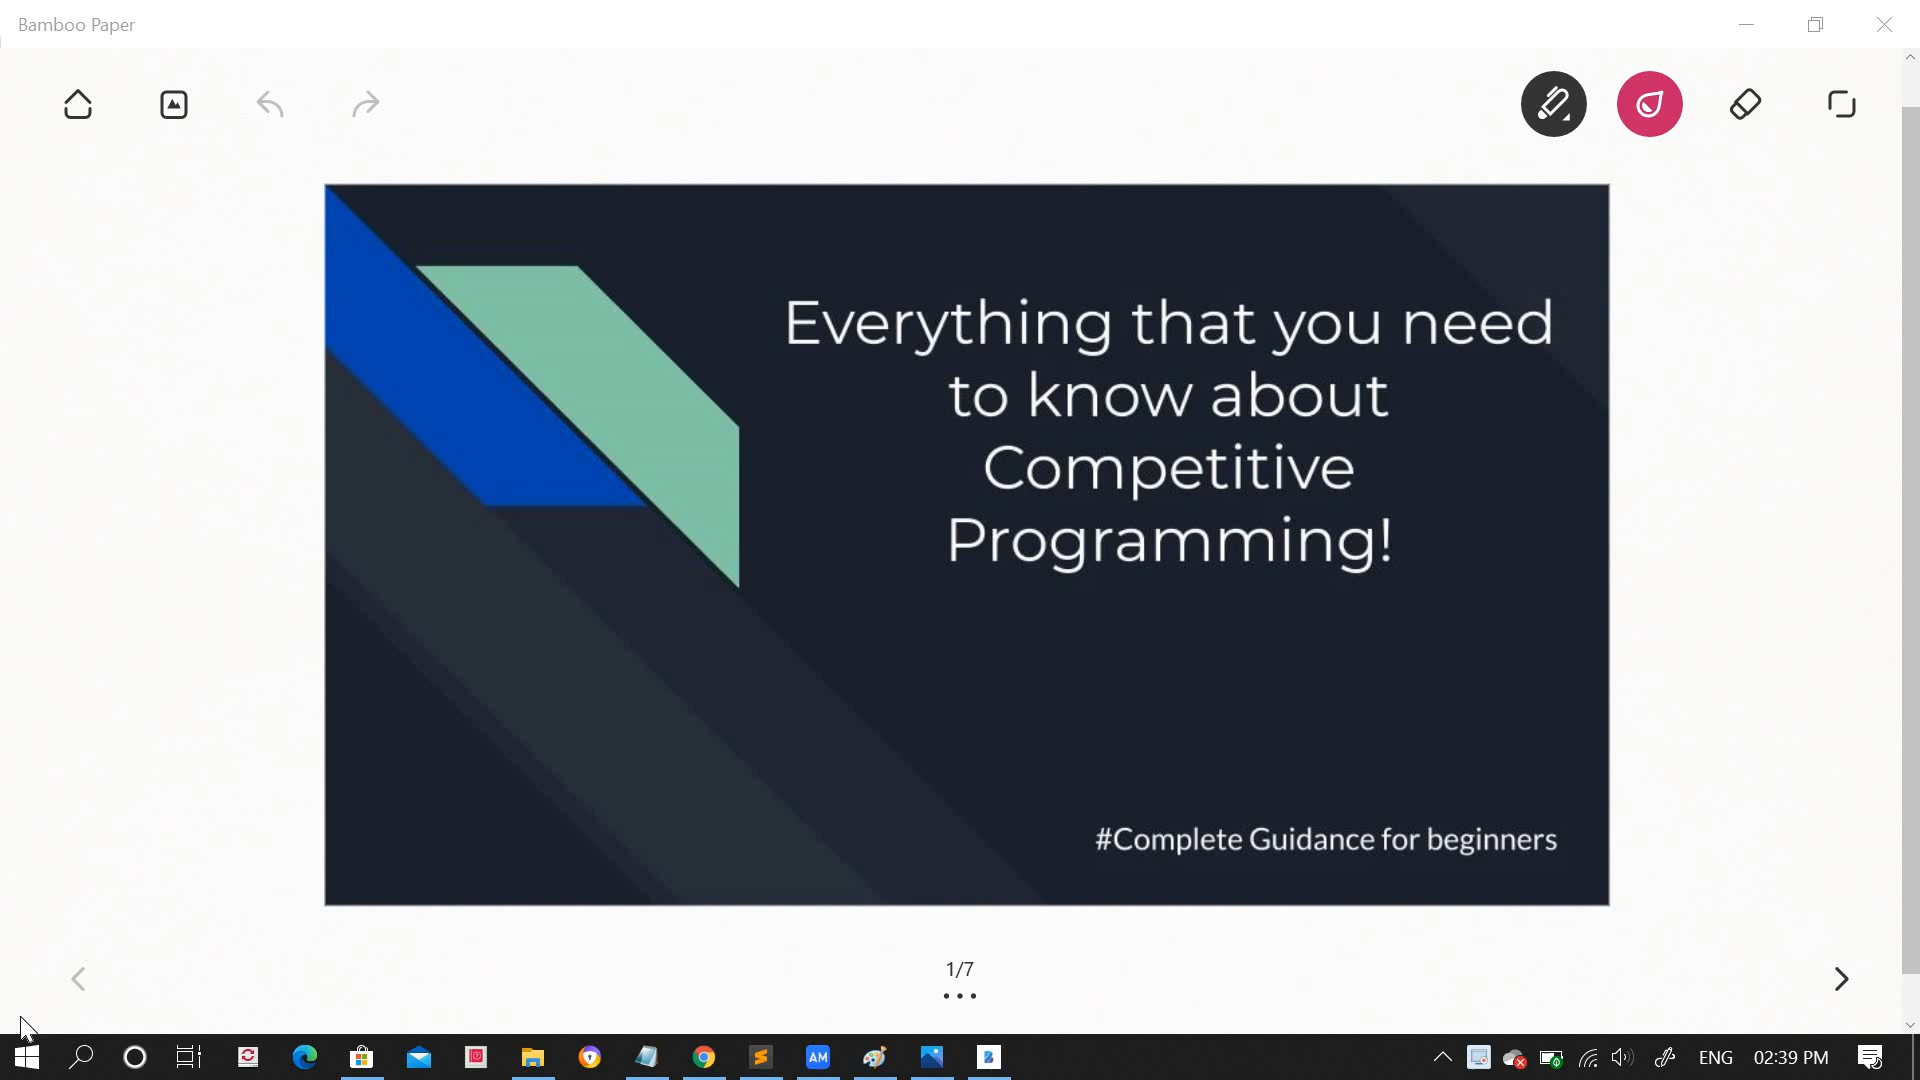 Bamboo Paper
Everything that you need
to know about
Competitive
Programming!
#Complete Guidance for beginners
1/7
AM
ENG
02:39 PM